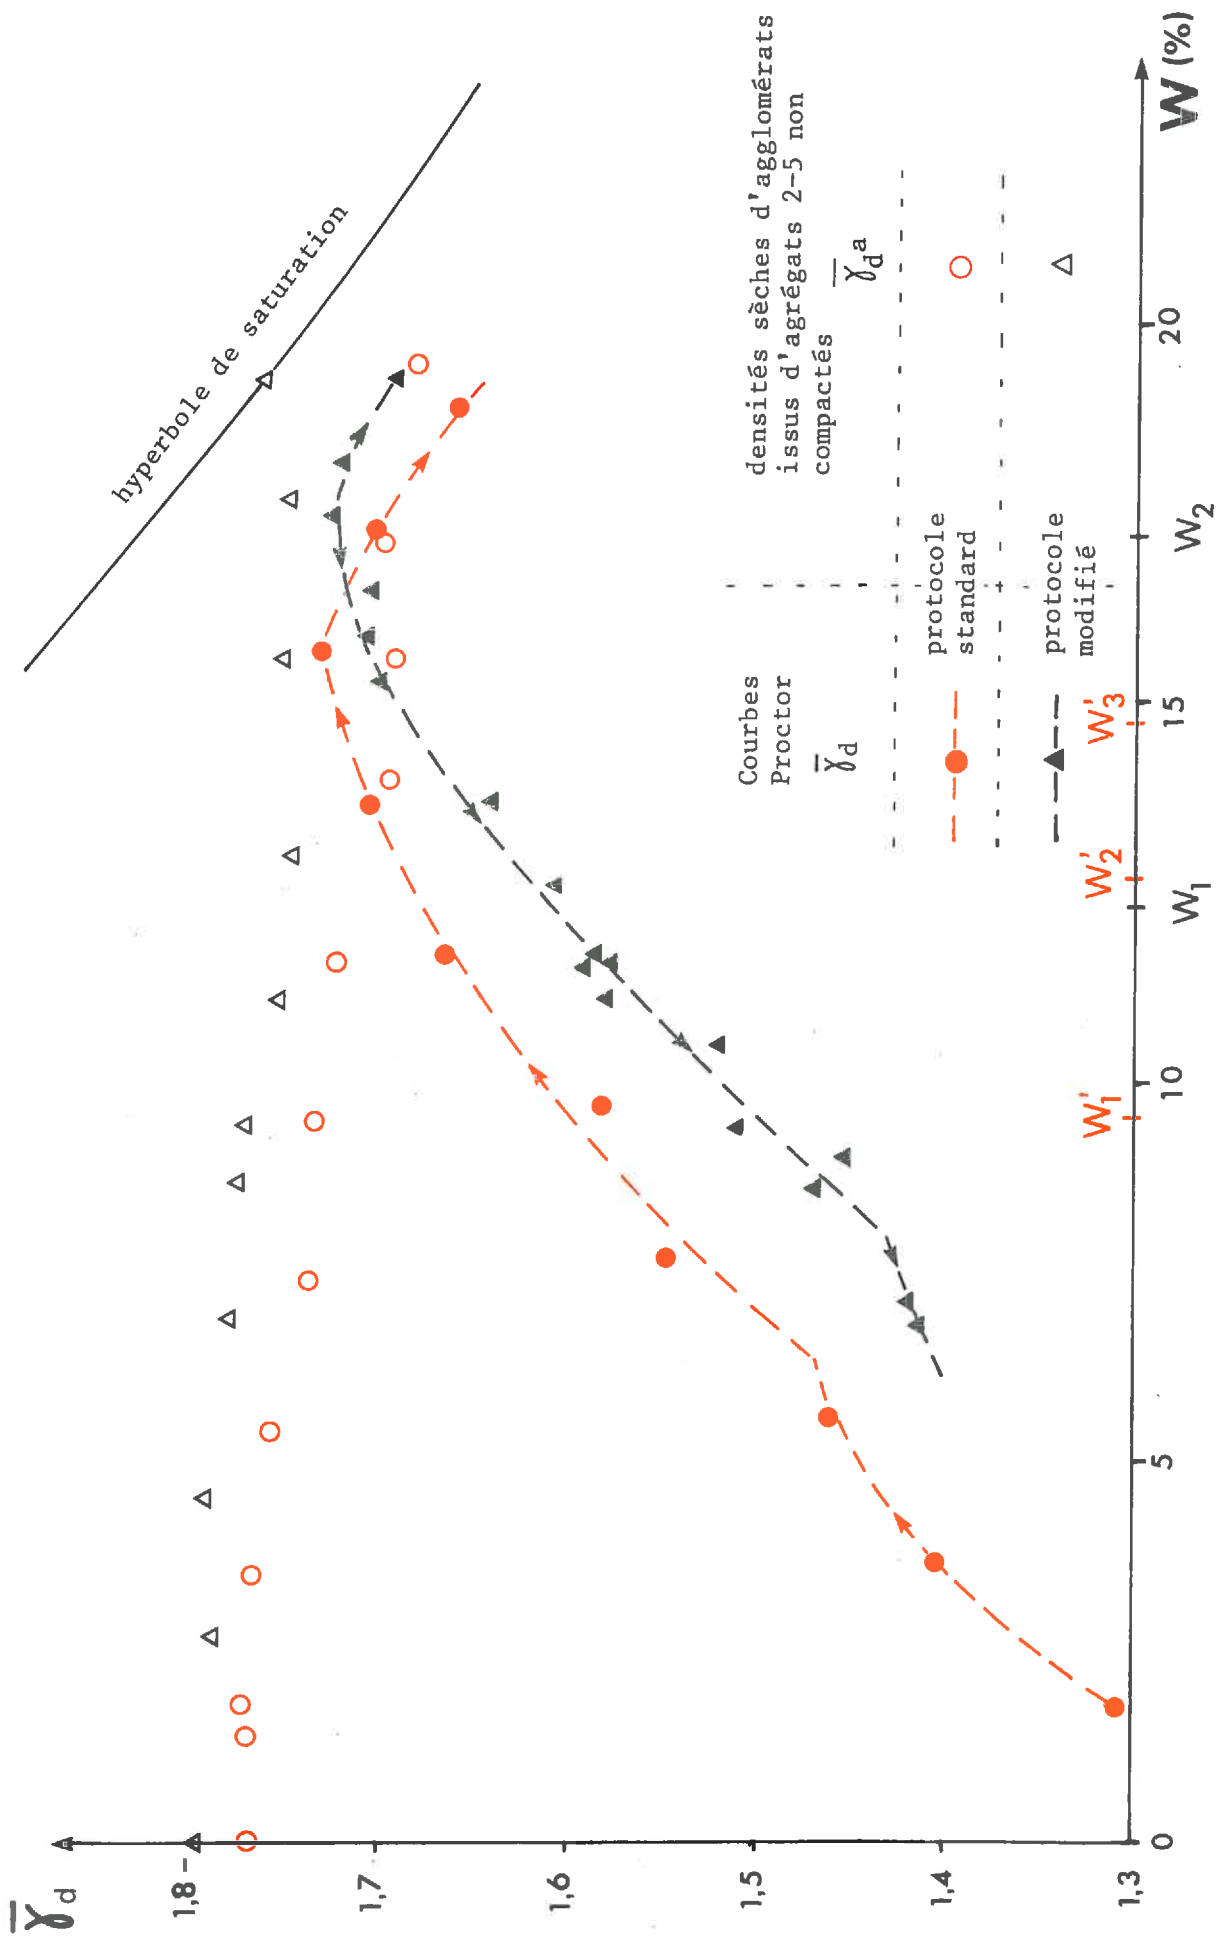 γ̄d
1,8
1,7
1,6
1,5
1,4
1,3
hyperbole de saturation
Courbes
Proctor
γ̄d
densités sèches d'agglomérats
issus d'agrégats 2-5 non
compactés
γ̄d a
protocole
standard
protocole
modifié
W'1
W'2
W'3
0
5
10
W1
15
W2
20
W (%)